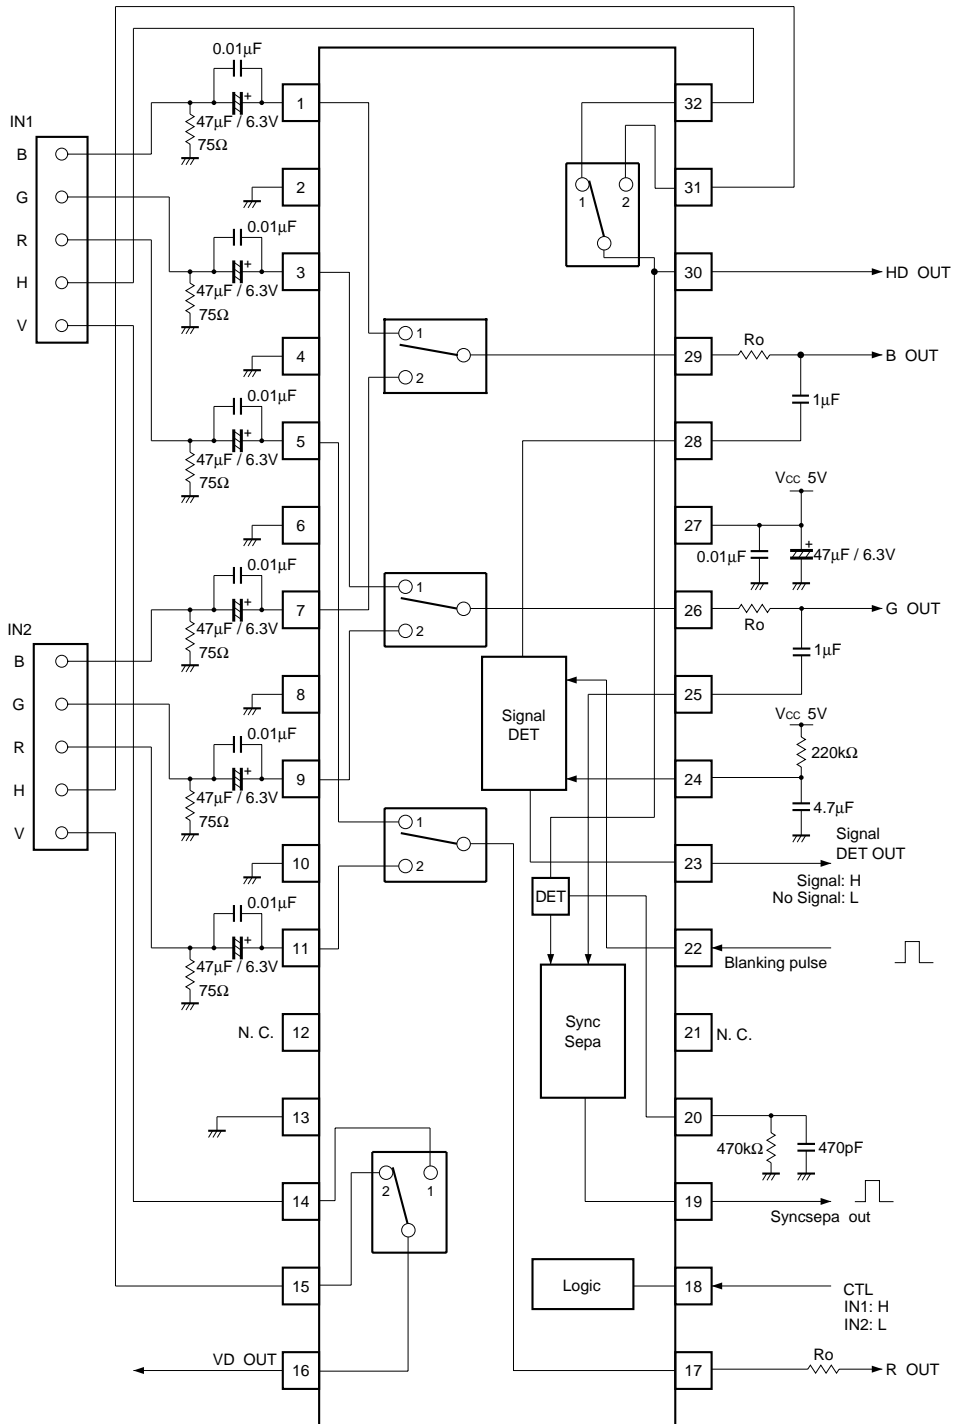 0.01μF
1
47μF / 6.3V
75Ω
IN1
B
G
R
H
V
2
0.01μF
3
47μF / 6.3V
75Ω
4
0.01μF
5
47μF / 6.3V
75Ω
6
0.01μF
7
47μF / 6.3V
75Ω
IN2
B
G
R
H
V
8
0.01μF
9
47μF / 6.3V
75Ω
10
0.01μF
11
47μF / 6.3V
75Ω
N. C.
12
13
14
15
VD OUT
16
1
2
1
2
1
2
1
2
Signal
DET
DET
Sync
Sepa
2
1
Logic
32
31
30
HD OUT
29
Ro
B OUT
1μF
28
Vcc 5V
27
0.01μF
47μF / 6.3V
26
Ro
G OUT
1μF
25
Vcc 5V
220kΩ
24
4.7μF
23
Signal
DET OUT
Signal: H
No Signal: L
22
Blanking pulse
21
N. C.
20
470kΩ
470pF
19
Syncsepa out
18
CTL
IN1: H
IN2: L
17
Ro
R OUT